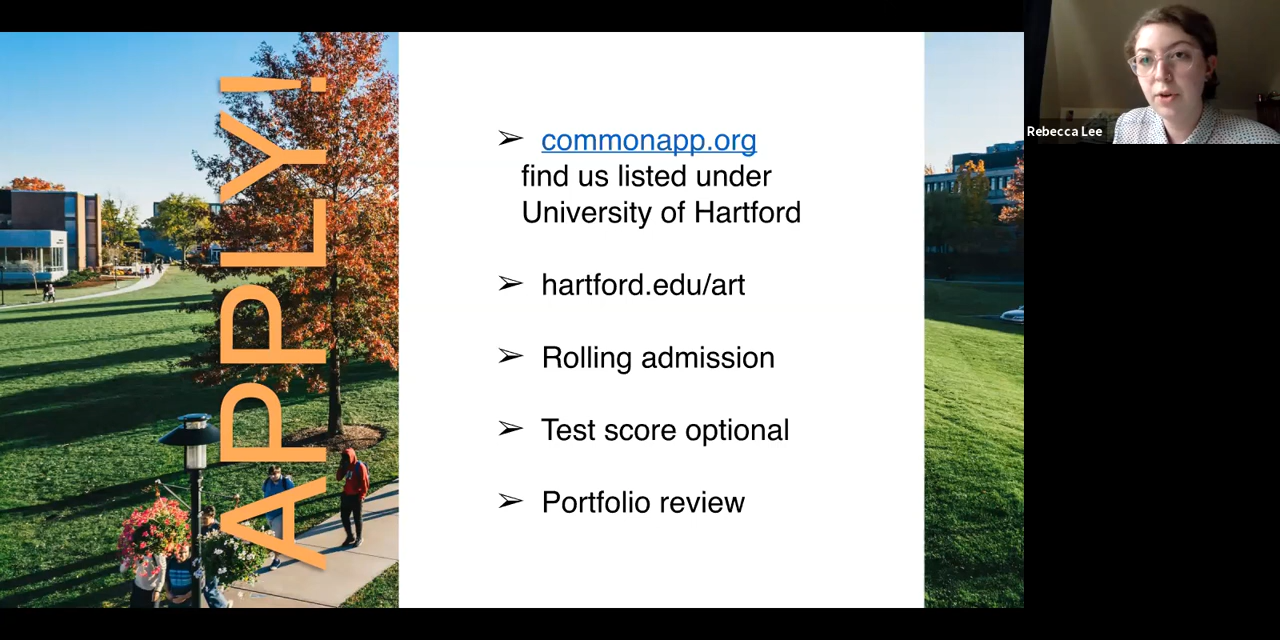 APPLY!
➢ commonapp.org
find us listed under
University of Hartford
➢ hartford.edu/art
➢ Rolling admission
➢ Test score optional
➢ Portfolio review
Rebecca Lee